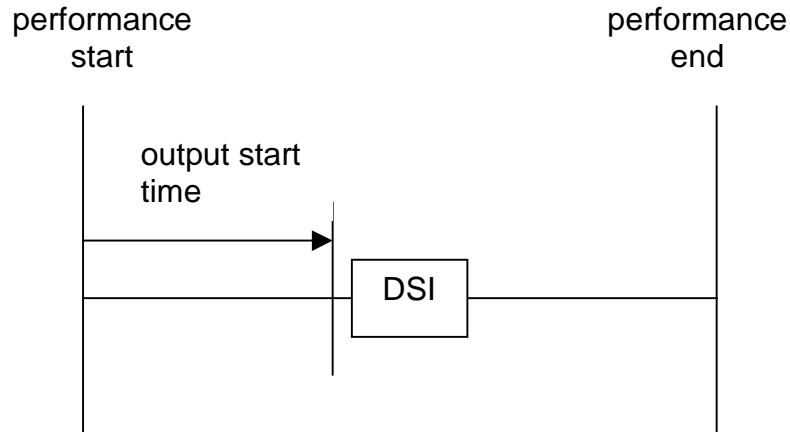 performance
start
performance
end
output start
time
DSI